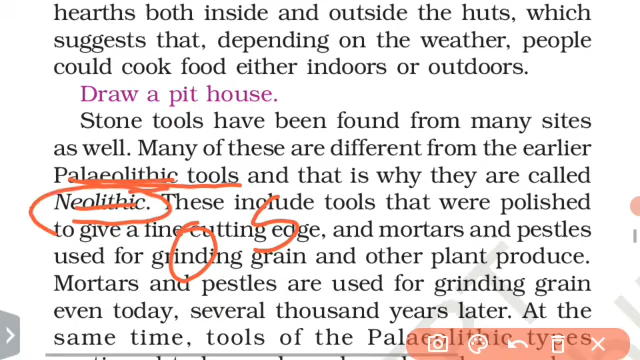 hearths both inside and outside the huts, which
suggests that, depending on the weather, people
could cook food either indoors or outdoors.
Draw a pit house.
Stone tools have been found from many sites
as well. Many of these are different from the earlier
Palaeolithic tools and that is why they are called
Neolithic. These include tools that were polished
to give a fine cutting edge, and mortars and pestles
used for grinding grain and other plant produce.
Mortars and pestles are used for grinding grain
even today, several thousand years later. At the
same time, tools of the Palaeolithic types